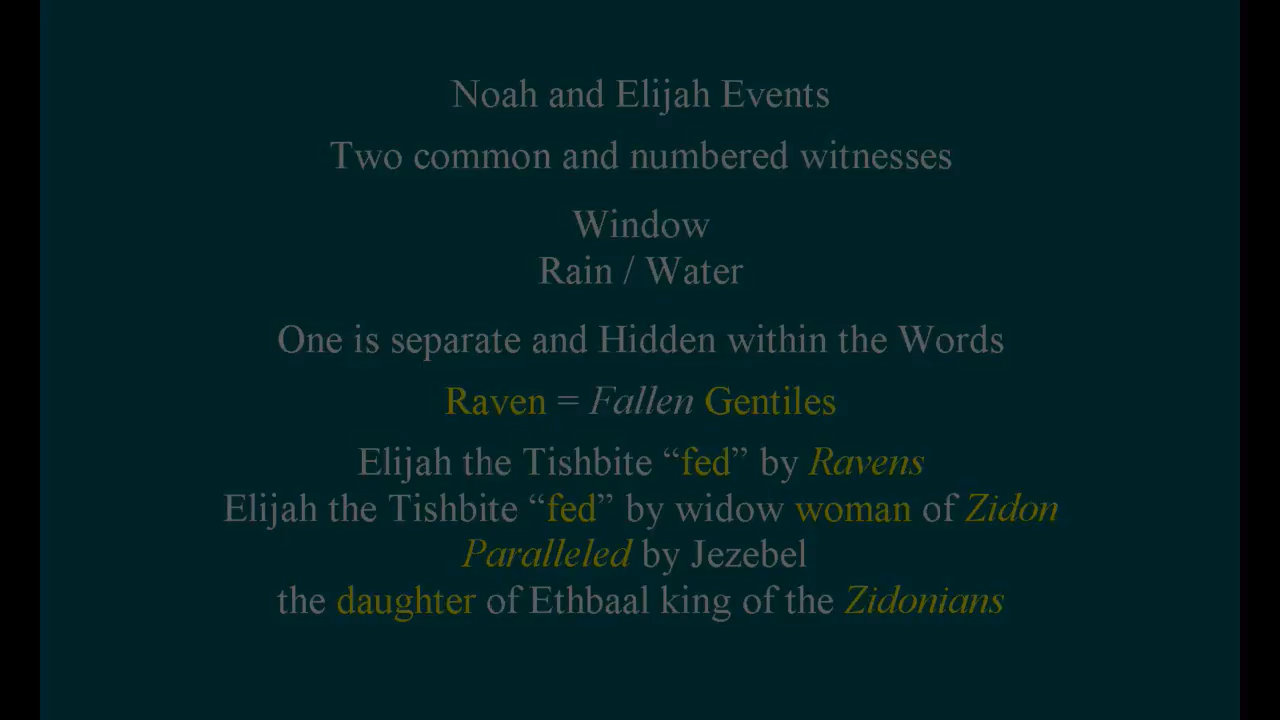 Noah and Elijah Events
Two common and numbered witnesses
Window
Rain / Water
One is separate and Hidden within the Words
Raven = Fallen Gentiles
Elijah the Tishbite “fed” by Ravens
Elijah the Tishbite “fed” by widow woman of Zidon
Paralleled by Jezebel
the daughter of Ethbaal king of the Zidonians